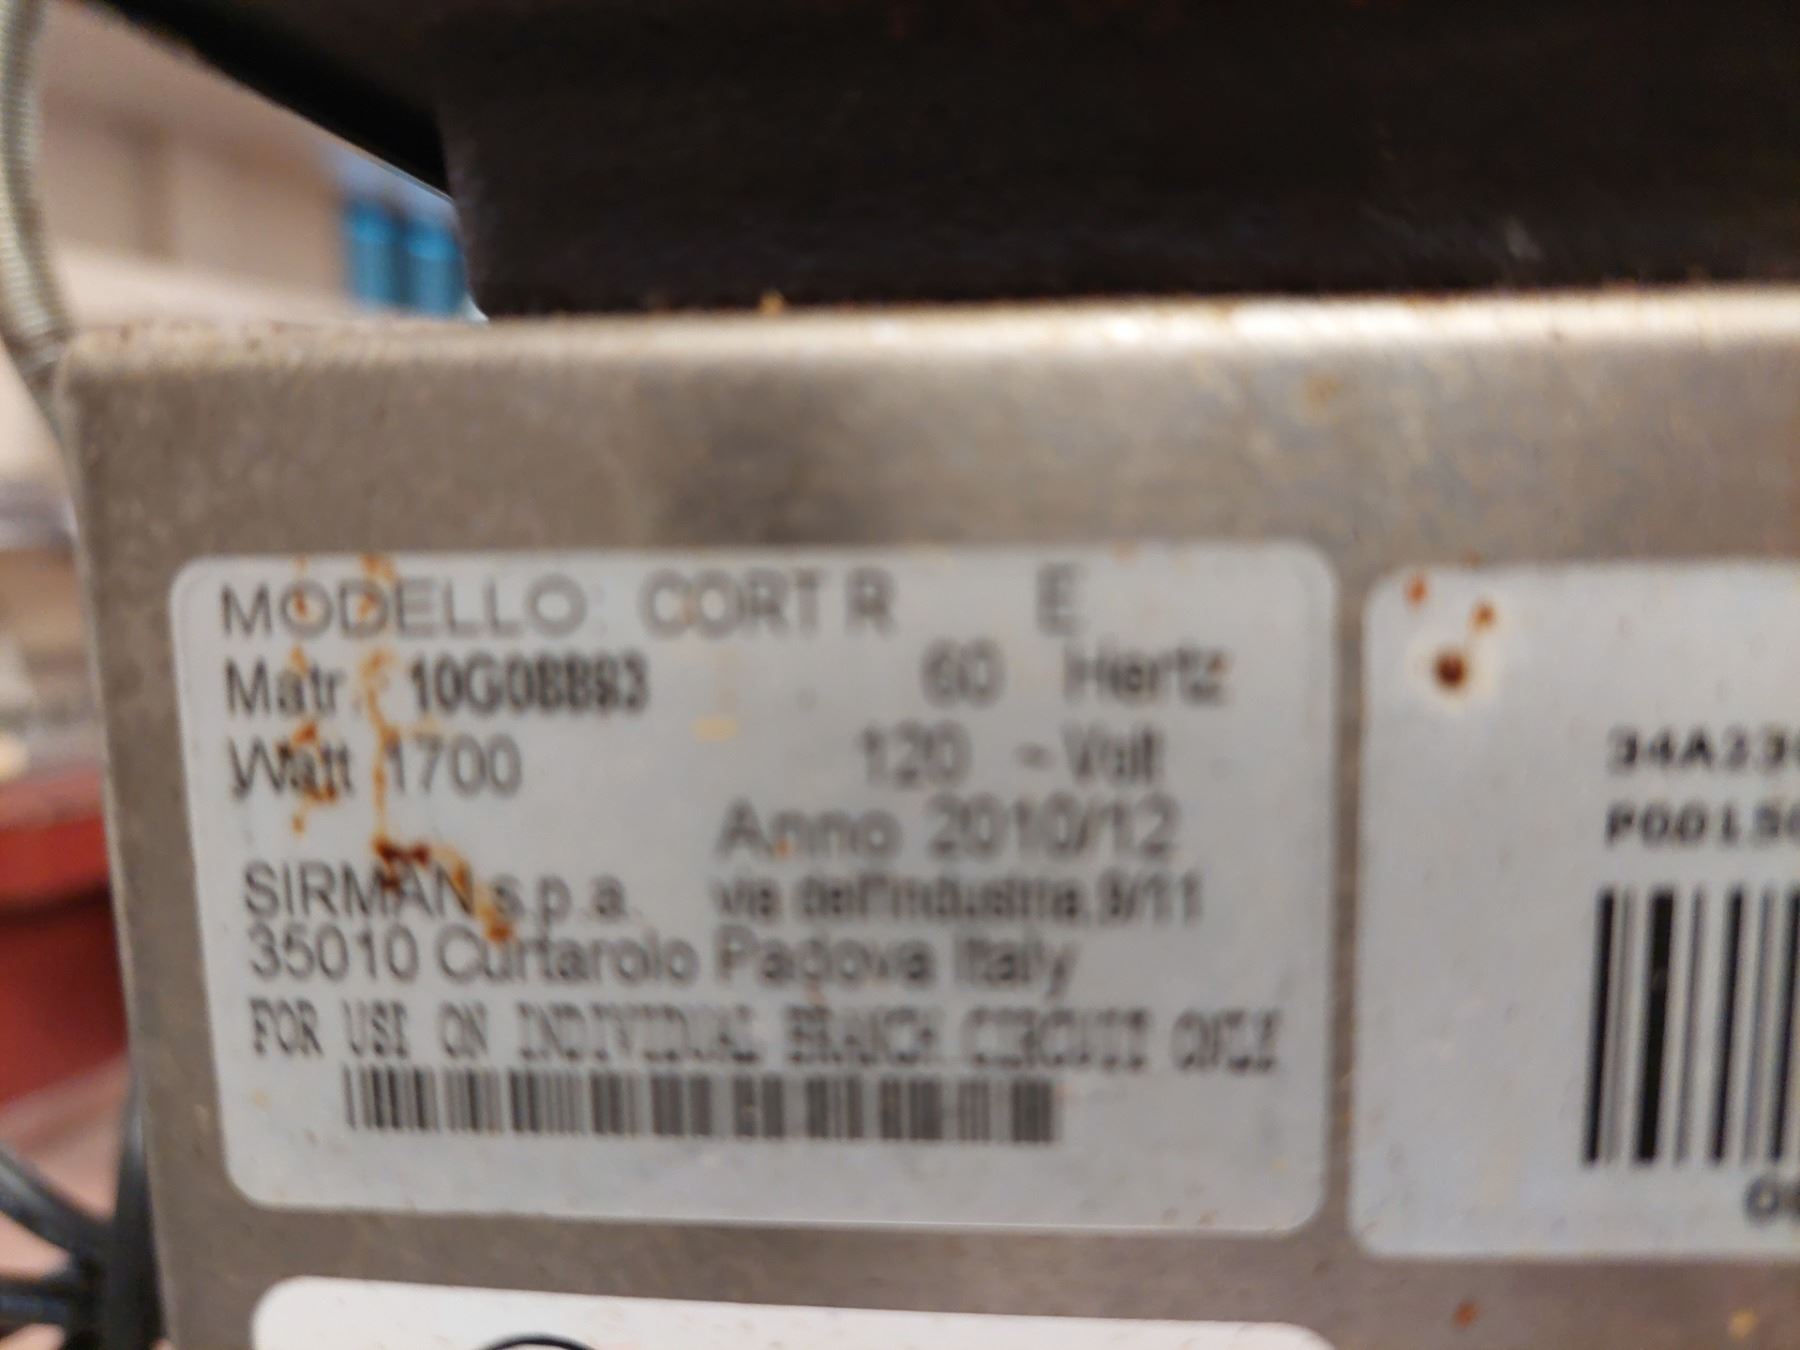 MODELLO: CORT R E
Matr. 60 Hertz
Watt 1700 120 ~ Volt
Anno 2010/12
SIRMAN s.p.a. via dell'industria,9/11
35010 Curtarolo Padova Italy
FOR USE ON INDIVIDUAL BRANCH CIRCUIT ONLY